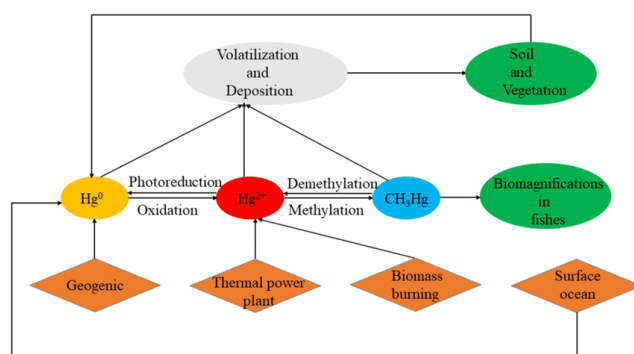 Volatilization
and
Deposition
Soil
and
Vegetation
Hg⁰
Photoreduction
Oxidation
Hg²⁺
Demethylation
Methylation
CH₃Hg
Biomagnifications
in
fishes
Geogenic
Thermal power
plant
Biomass
burning
Surface
ocean